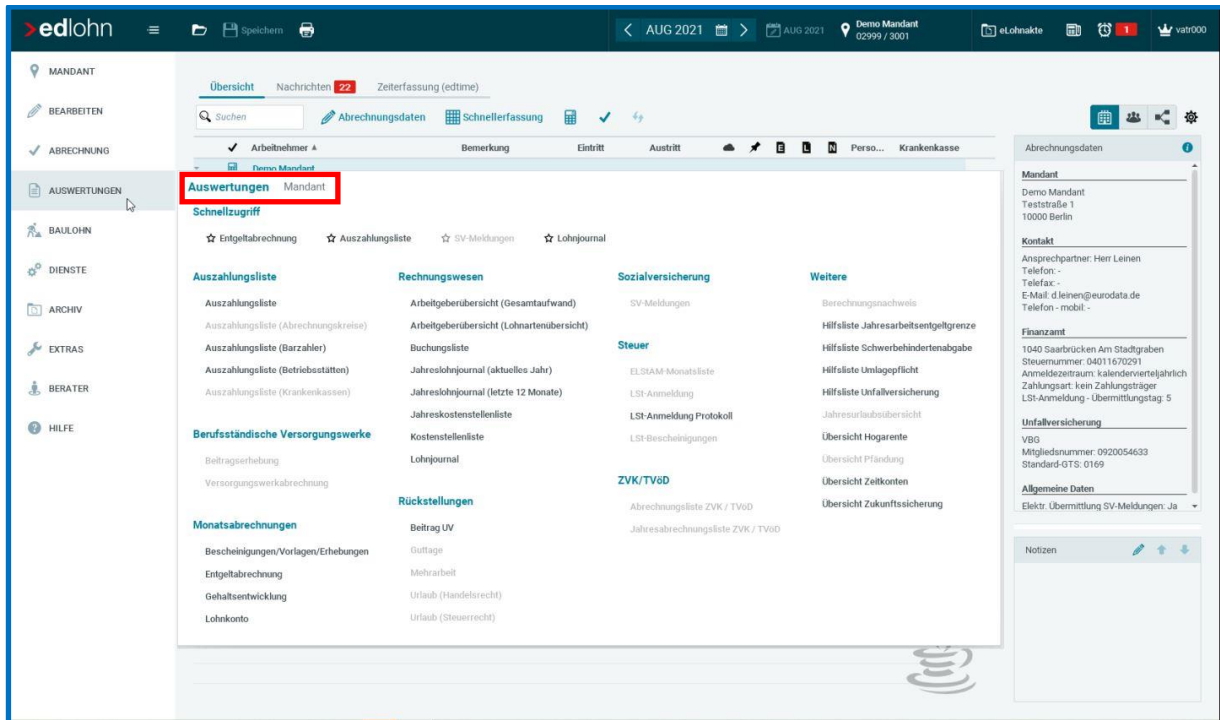 edlohn
Speichern
AUG 2021
AUG 2021
Demo Mandant
02999 / 3001
eLohnakte
1
vatr000
MANDANT
BEARBEITEN
ABRECHNUNG
AUSWERTUNGEN
BAULOHN
DIENSTE
ARCHIV
EXTRAS
BERATER
HILFE
Übersicht Nachrichten 22 Zeiterfassung (edtime)
Suchen Abrechnungsdaten Schnellerfassung
Arbeitnehmer Bemerkung Eintritt Austritt E L N Perso... Krankenkasse
Demo Mandant
Auswertungen Mandant
Schnellzugriff
Entgeltabrechnung Auszahlungsliste SV-Meldungen Lohnjournal
Auszahlungsliste
Auszahlungsliste
Auszahlungsliste (Abrechnungskreise)
Auszahlungsliste (Barzahler)
Auszahlungsliste (Betriebsstätten)
Auszahlungsliste (Krankenkassen)
Berufsständische Versorgungswerke
Beitragserhebung
Versorgungswerkabrechnung
Monatsabrechnungen
Bescheinigungen/Vorlagen/Erhebungen
Entgeltabrechnung
Gehaltsentwicklung
Lohnkonto
Rechnungswesen
Arbeitgeberübersicht (Gesamtaufwand)
Arbeitgeberübersicht (Lohnartenübersicht)
Buchungsliste
Jahreslohnjournal (aktuelles Jahr)
Jahreslohnjournal (letzte 12 Monate)
Jahreskostenstellenliste
Kostenstellenliste
Lohnjournal
Rückstellungen
Beitrag UV
Guttage
Mehrarbeit
Urlaub (Handelsrecht)
Urlaub (Steuerrecht)
Sozialversicherung
SV-Meldungen
Steuer
ELStAM-Monatsliste
LSt-Anmeldung
LSt-Anmeldung Protokoll
LSt-Bescheinigungen
ZVK/TVöD
Abrechnungsliste ZVK / TVöD
Jahresabrechnungsliste ZVK / TVöD
Weitere
Berechnungsnachweis
Hilfsliste Jahresarbeitsentgeltgrenze
Hilfsliste Schwerbehindertenabgabe
Hilfsliste Umlagepflicht
Hilfsliste Unfallversicherung
Jahresurlaubsübersicht
Übersicht Hogarente
Übersicht Pfändung
Übersicht Zeitkonten
Übersicht Zukunftssicherung
Abrechnungsdaten
Mandant
Demo Mandant
Teststraße 1
10000 Berlin
Kontakt
Ansprechpartner: Herr Leinen
Telefon: -
Telefax: -
E-Mail: d.leinen@eurodata.de
Telefon - mobil: -
Finanzamt
1040 Saarbrücken Am Stadtgraben
Steuernummer: 04011670291
Anmeldezeitraum: kalendervierteljährlich
Zahlungsart: kein Zahlungsträger
LSt-Anmeldung - Übermittlungstag: 5
Unfallversicherung
VBG
Mitgliedsnummer: 0920054633
Standard-GTS: 0169
Allgemeine Daten
Elektr. Übermittlung SV-Meldungen: Ja
Notizen